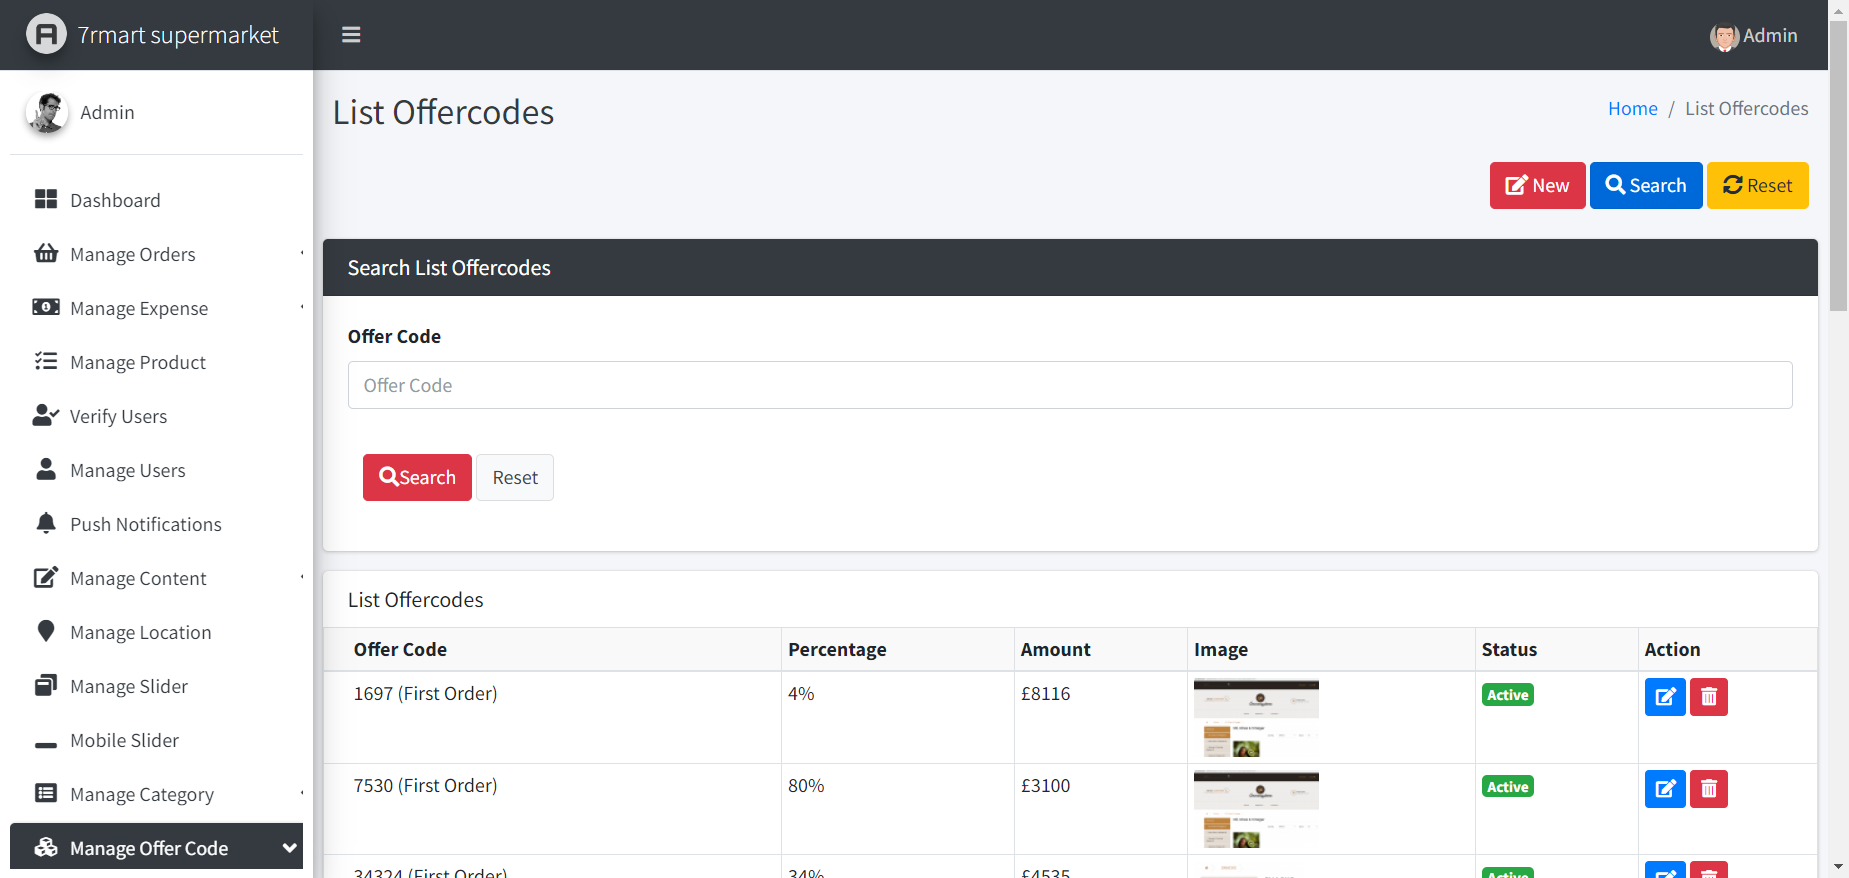 7rmart supermarket
Admin
Admin
List Offercodes
Home / List Offercodes
New Search Reset
Dashboard
Manage Orders
Manage Expense
Manage Product
Verify Users
Manage Users
Push Notifications
Manage Content
Manage Location
Manage Slider
Mobile Slider
Manage Category
Manage Offer Code
Search List Offercodes
Offer Code
Offer Code
Search Reset
List Offercodes
Offer Code Percentage Amount Image Status Action
1697 (First Order) 4% £8116 Active
7530 (First Order) 80% £3100 Active
34324 (First Order) 34% £4535 Active